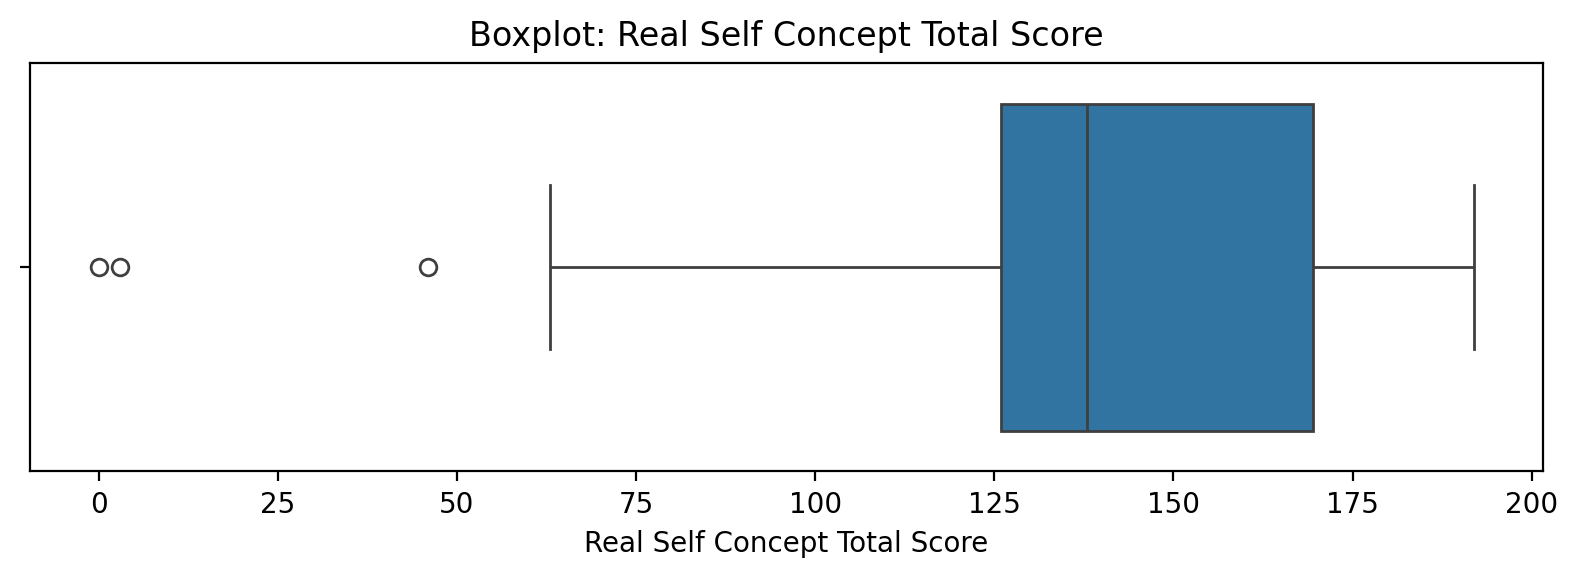 Boxplot: Real Self Concept Total Score
0 25 50 75 100 125 150 175 200
Real Self Concept Total Score